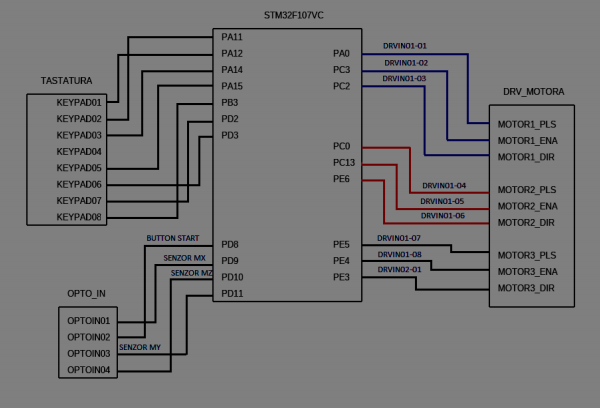 STM32F107VC
TASTATURA
KEYPAD01
KEYPAD02
KEYPAD03
KEYPAD04
KEYPAD05
KEYPAD06
KEYPAD07
KEYPAD08
PA11
PA12
PA14
PA15
PB3
PD2
PD3
PD8
PD9
PD10
PD11
BUTTON START
SENZOR MX
SENZOR MZ
SENZOR MY
OPTO_IN
OPTOIN01
OPTOIN02
OPTOIN03
OPTOIN04
PA0
PC3
PC2
PC0
PC13
PE6
PE5
PE4
PE3
DRVIN01-01
DRVIN01-02
DRVIN01-03
DRVIN01-04
DRVIN01-05
DRVIN01-06
DRVIN01-07
DRVIN01-08
DRVIN02-01
DRV_MOTORA
MOTOR1_PLS
MOTOR1_ENA
MOTOR1_DIR
MOTOR2_PLS
MOTOR2_ENA
MOTOR2_DIR
MOTOR3_PLS
MOTOR3_ENA
MOTOR3_DIR